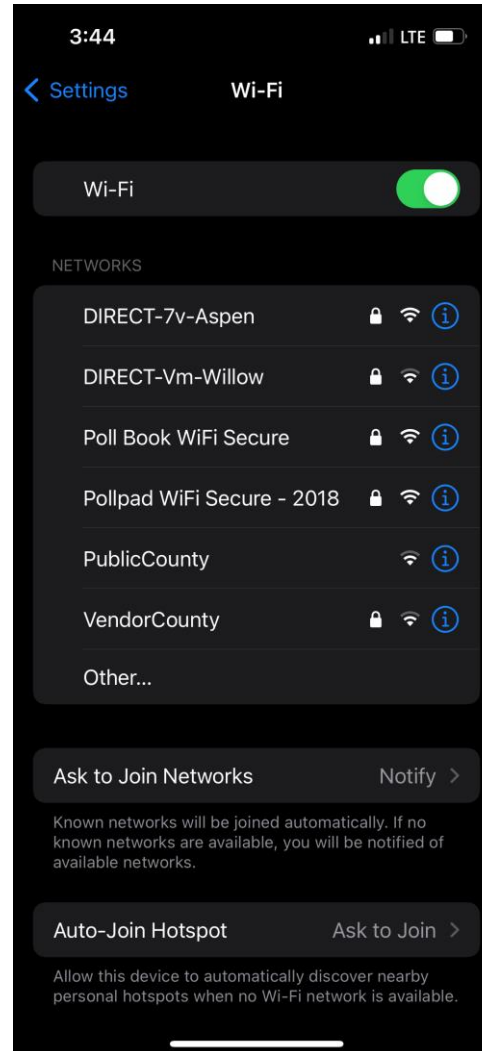 3:44 LTE
Settings Wi-Fi
Wi-Fi
NETWORKS
DIRECT-7v-Aspen
DIRECT-Vm-Willow
Poll Book WiFi Secure
Pollpad WiFi Secure - 2018
PublicCounty
VendorCounty
Other...
Ask to Join Networks Notify
Known networks will be joined automatically. If no
known networks are available, you will be notified of
available networks.
Auto-Join Hotspot Ask to Join
Allow this device to automatically discover nearby
personal hotspots when no Wi-Fi network is available.